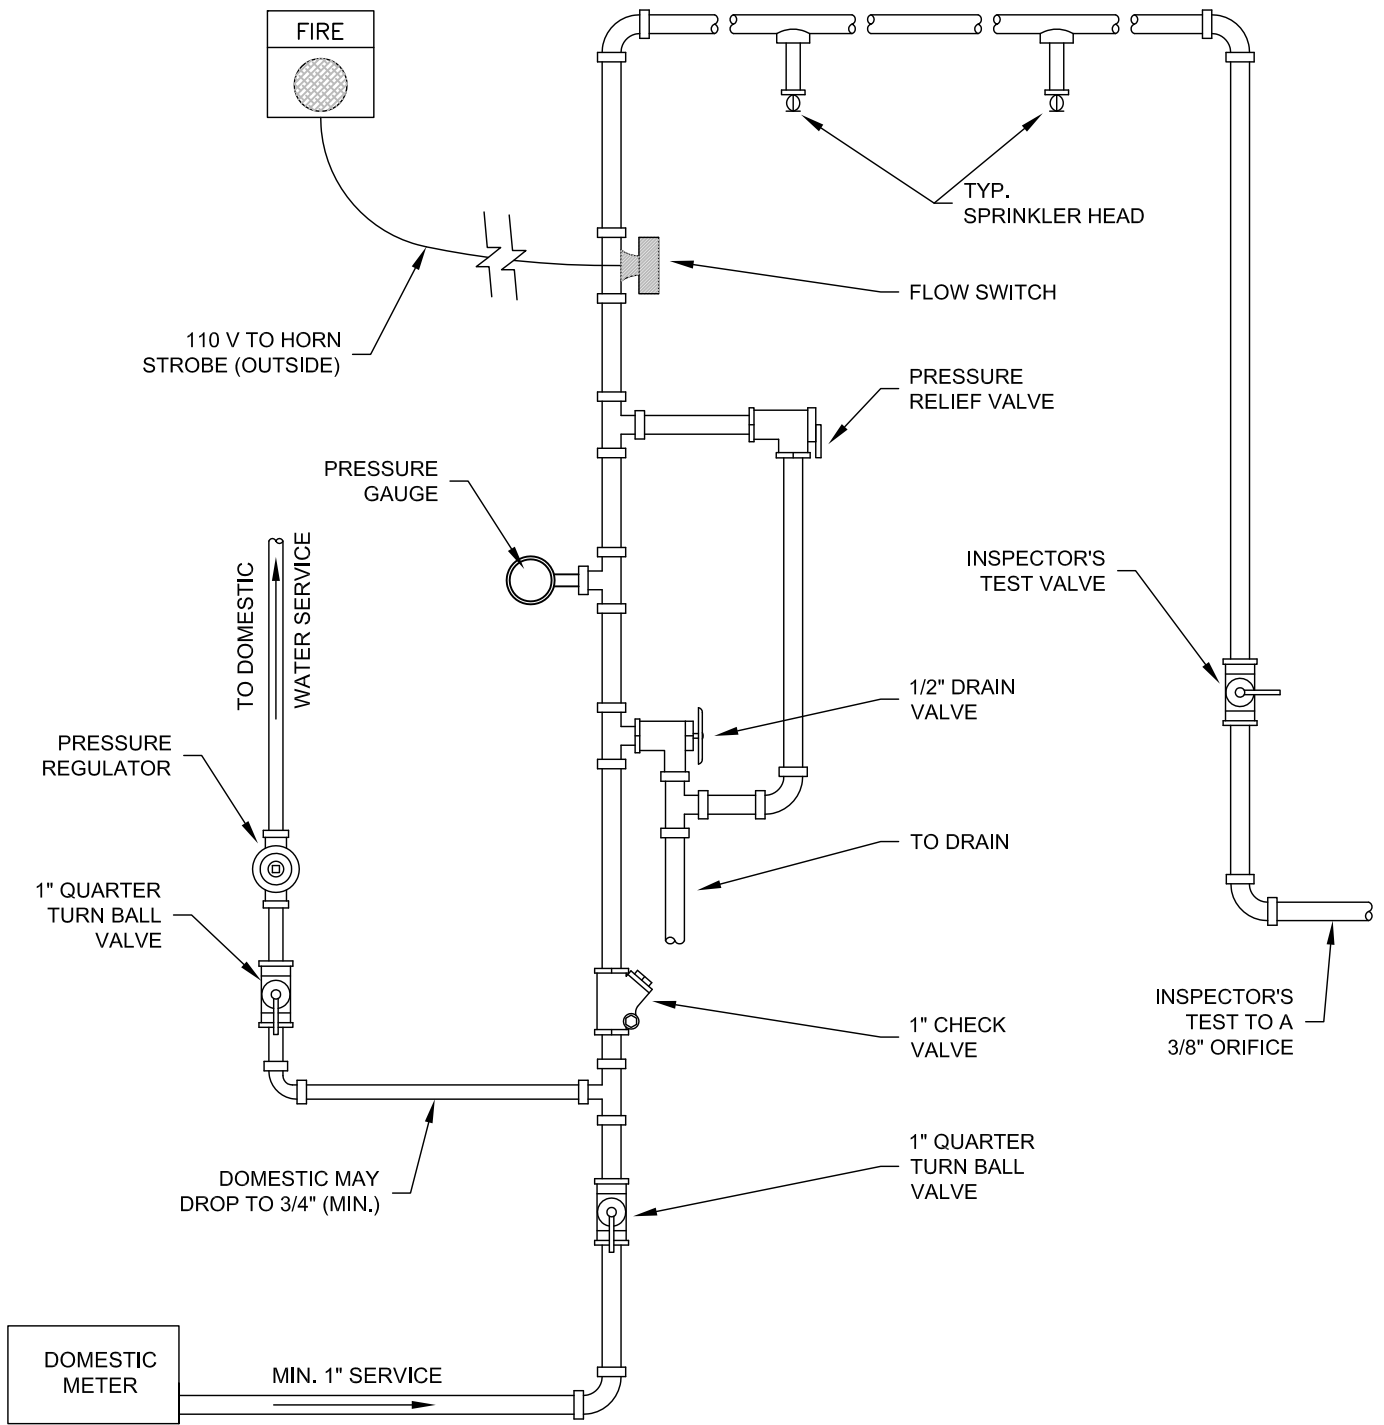 FIRE
TYP.
SPRINKLER HEAD
FLOW SWITCH
110 V TO HORN
STROBE (OUTSIDE)
PRESSURE
RELIEF VALVE
PRESSURE
GAUGE
TO DOMESTIC
WATER SERVICE
INSPECTOR'S
TEST VALVE
1/2" DRAIN
VALVE
PRESSURE
REGULATOR
TO DRAIN
1" QUARTER
TURN BALL
VALVE
INSPECTOR'S
TEST TO A
3/8" ORIFICE
1" CHECK
VALVE
1" QUARTER
TURN BALL
VALVE
DOMESTIC MAY
DROP TO 3/4" (MIN.)
DOMESTIC
METER
MIN. 1" SERVICE